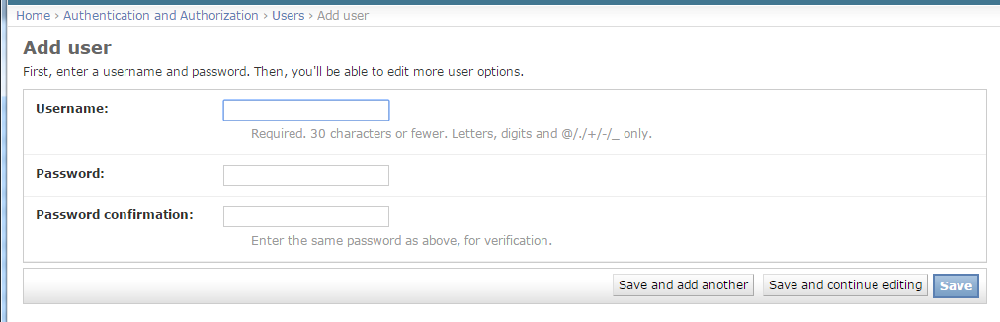 Home › Authentication and Authorization › Users › Add user
Add user
First, enter a username and password. Then, you'll be able to edit more user options.
Username:
Required. 30 characters or fewer. Letters, digits and @/./+/-/_ only.
Password:
Password confirmation:
Enter the same password as above, for verification.
Save and add another Save and continue editing Save